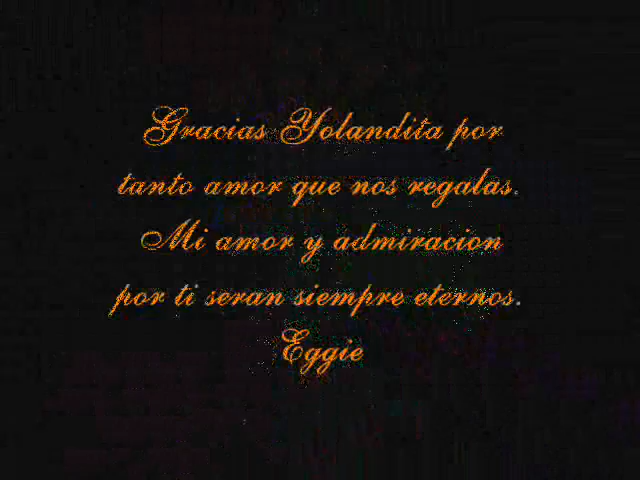 Gracias Yolandita por
tanto amor que nos regalas.
Mi amor y admiracion
por ti seran siempre eternos.
Eggie